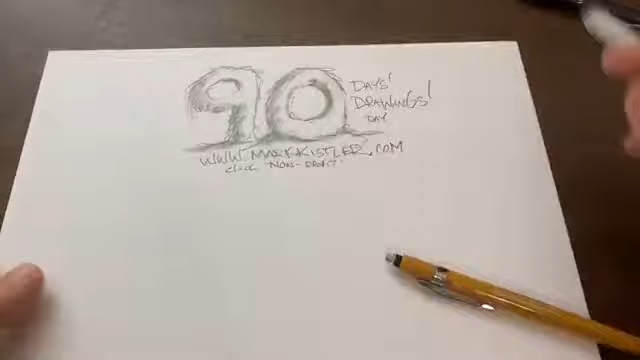 90
DAYS!
DRAWINGS!
DAY
WWW.MARKKISTLER.COM
CLICK "NON-PROFIT"